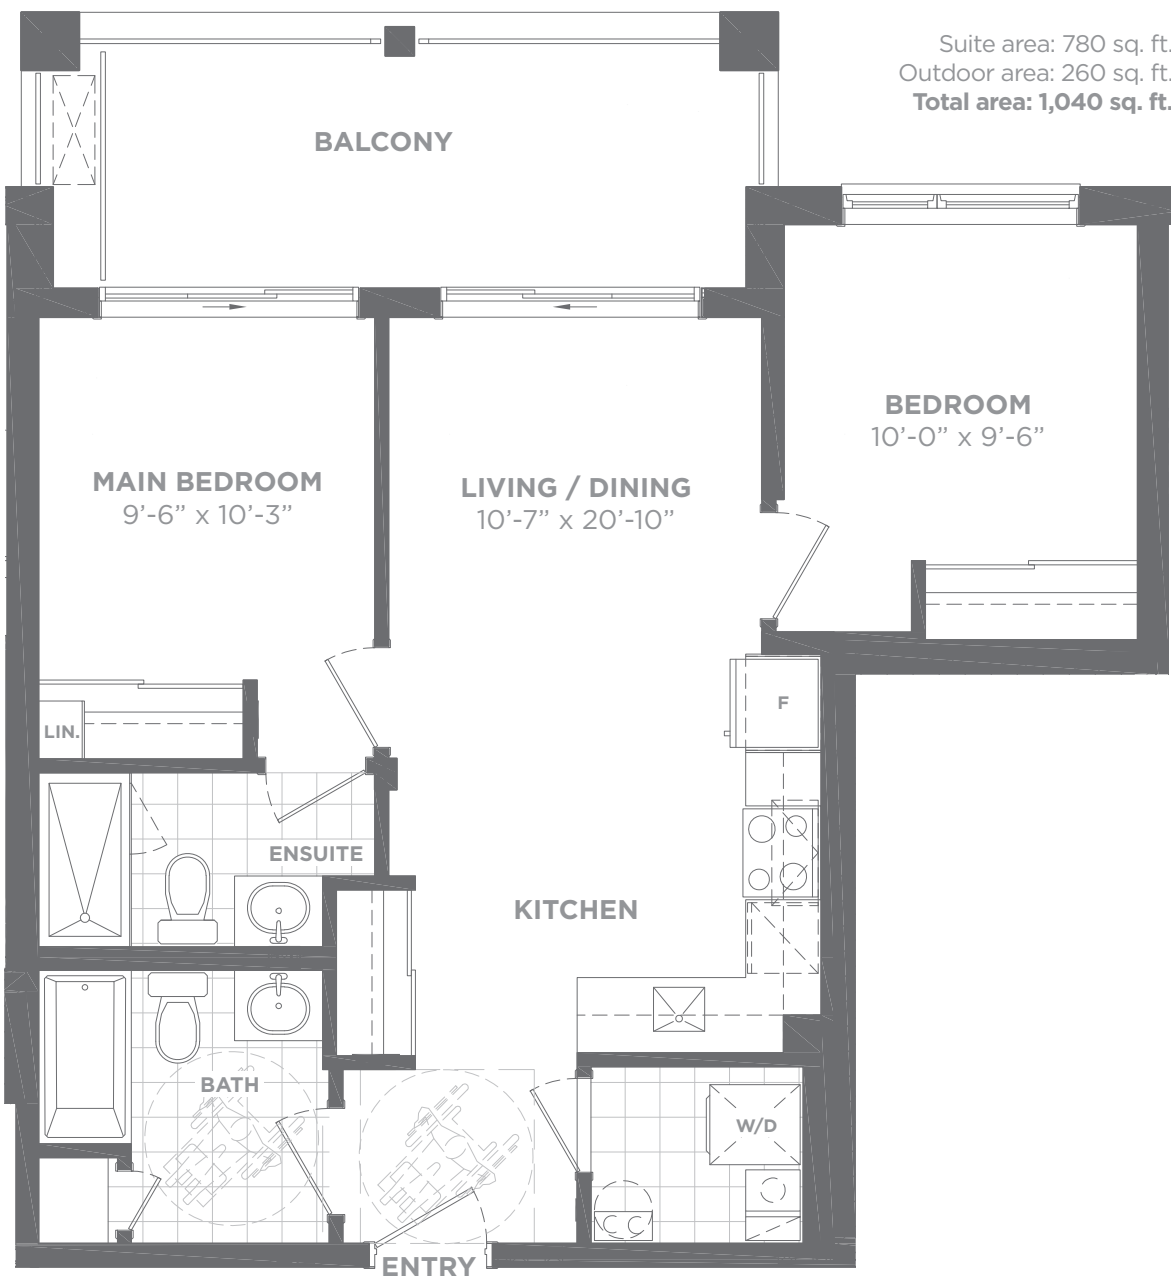 Suite area: 780 sq. ft.
Outdoor area: 260 sq. ft.
Total area: 1,040 sq. ft.
BALCONY
BEDROOM
10’-0” x 9’-6”
MAIN BEDROOM
9’-6” x 10’-3”
LIVING / DINING
10’-7” x 20’-10”
F
LIN.
ENSUITE
KITCHEN
BATH
W/D
ENTRY